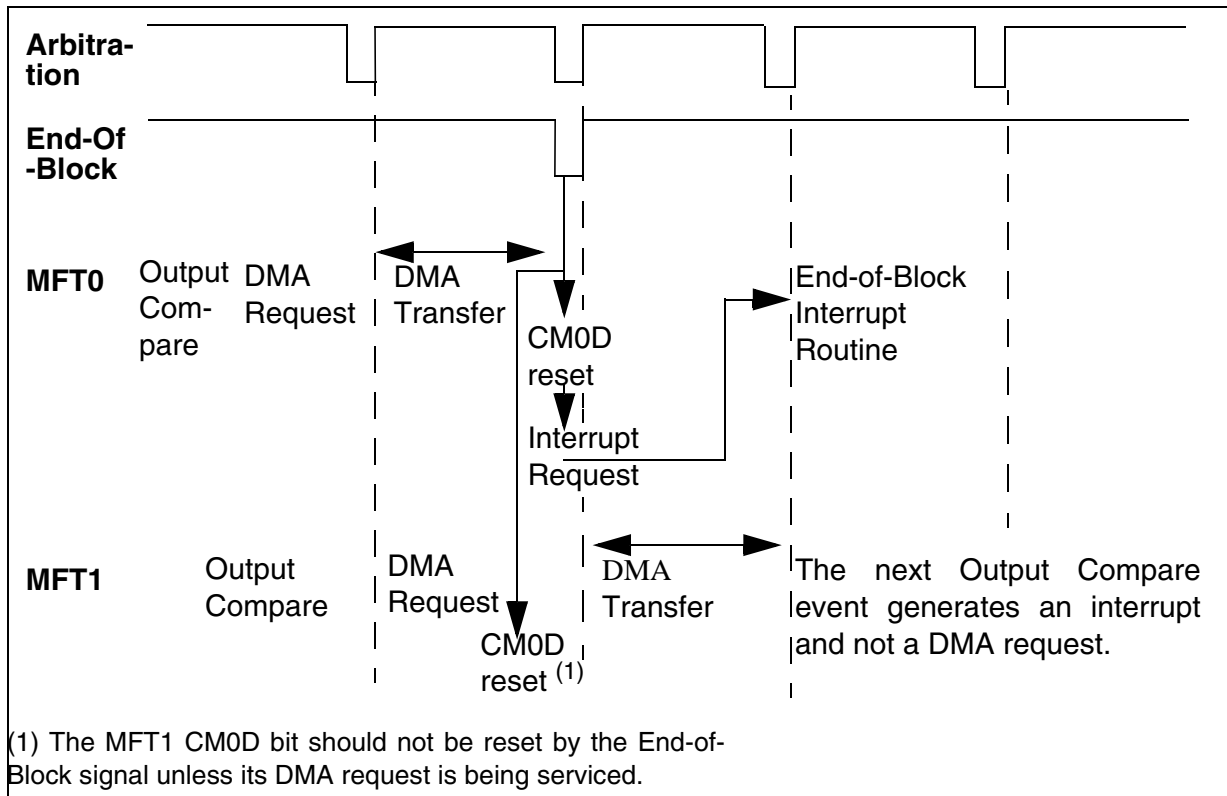 Arbitra-
tion
End-Of
-Block
MFT0
Output
Com-
pare
DMA
Request
DMA
Transfer
CM0D
reset
Interrupt
Request
End-of-Block
Interrupt
Routine
MFT1
Output
Compare
DMA
Request
CM0D
reset (1)
DMA
Transfer
The next Output Compare
event generates an interrupt
and not a DMA request.
(1) The MFT1 CM0D bit should not be reset by the End-of-
Block signal unless its DMA request is being serviced.